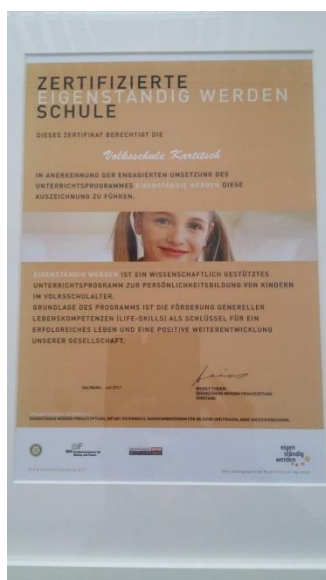 ZERTIFIZIERTE
EIGENSTÄNDIG WERDEN
SCHULE
DIESES ZERTIFIKAT BERECHTIGT DIE
Volksschule Kartitsch
IN ANERKENNUNG DER ENGAGIERTEN UMSETZUNG DES
UNTERRICHTSPROGRAMMES EIGENSTÄNDIG WERDEN DIESE
AUSZEICHNUNG ZU FÜHREN.
EIGENSTÄNDIG WERDEN IST EIN WISSENSCHAFTLICH GESTÜTZTES
UNTERRICHTSPROGRAMM ZUR PERSÖNLICHKEITSBILDUNG VON KINDERN
IM VOLKSSCHULALTER.
GRUNDLAGE DES PROGRAMMS IST DIE FÖRDERUNG GENERELLER
LEBENSKOMPETENZEN (LIFE-SKILLS) ALS SCHLÜSSEL FÜR EIN
ERFOLGREICHES LEBEN UND EINE POSITIVE WEITERENTWICKLUNG
UNSERER GESELLSCHAFT.
eigen
ständig
werden